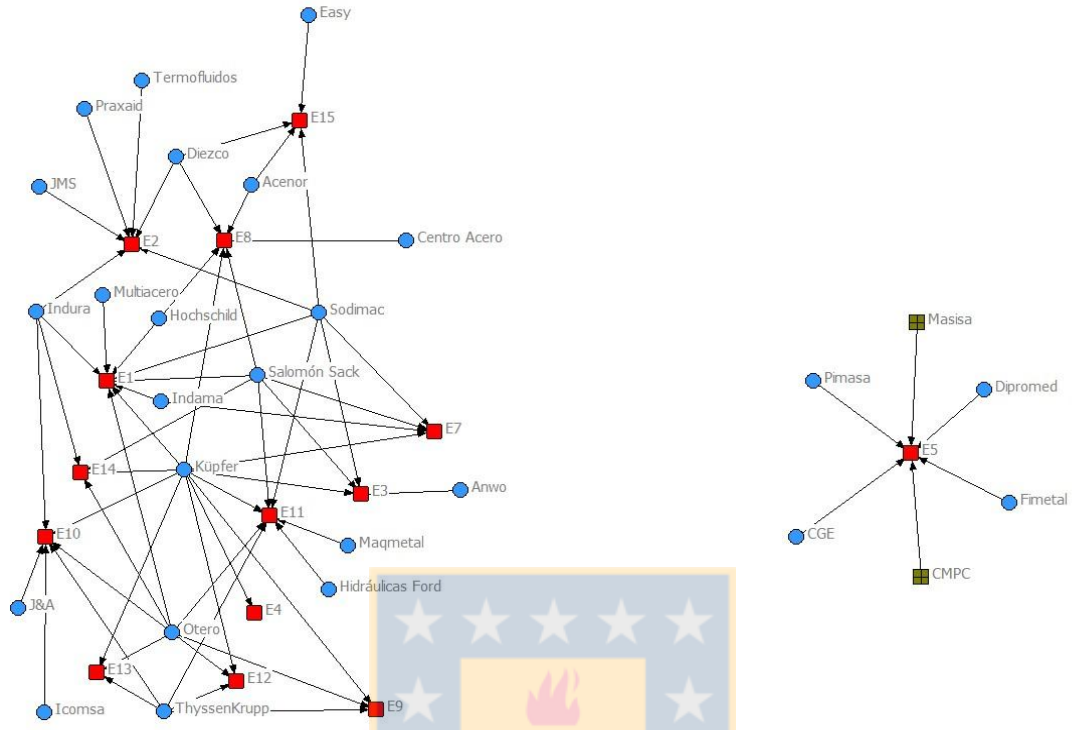 Easy
Termofluidos
Praxaid
E15
Diezco
Acenor
JMS
E2
E8
Centro Acero
Multiacero
Indura
Hochschild
Sodimac
Masisa
E1
Salomón Sack
Pimasa
Dipromed
Indama
E7
E5
E14
Küpfer
E3
Anwo
Fimetal
E11
E10
Maqmetal
CGE
CMPC
Hidráulicas Ford
J&A
E4
Otero
E13
E12
Icomsa
ThyssenKrupp
E9